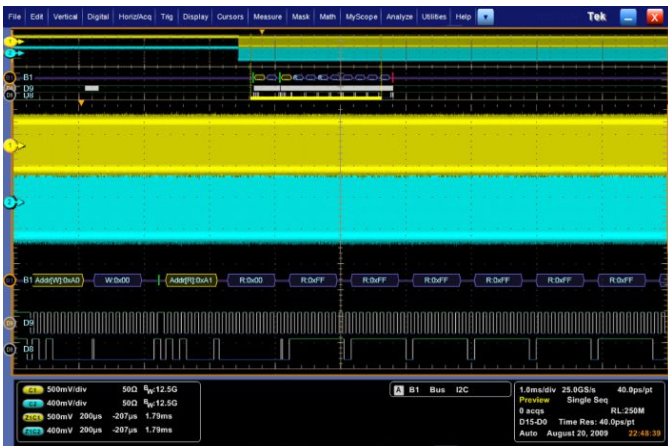 File Edit Vertical Digital Horiz/Acq Trig Display Cursors Measure Mask Math MyScope Analyze Utilities Help Tek X
1
2
B1
D9
D8
1
2
B1 Addr[W]:0xA0 W:0x00 Addr[R]:0xA1 R:0x00 R:0xFF R:0xFF R:0xFF R:0xFF R:0xFF R:0xFF
D9
D8
C1 500mV/div 50Ω BW:12.5G
C2 400mV/div 50Ω BW:12.5G
Z1C1 500mV 200µs -207µs 1.79ms
Z1C2 400mV 200µs -207µs 1.79ms
A B1 Bus I2C
1.0ms/div 25.0GS/s 40.0ps/pt
Preview Single Seq
0 acqs RL:250M
D15-D0 Time Res: 40.0ps/pt
Auto August 20, 2009 22:48:39